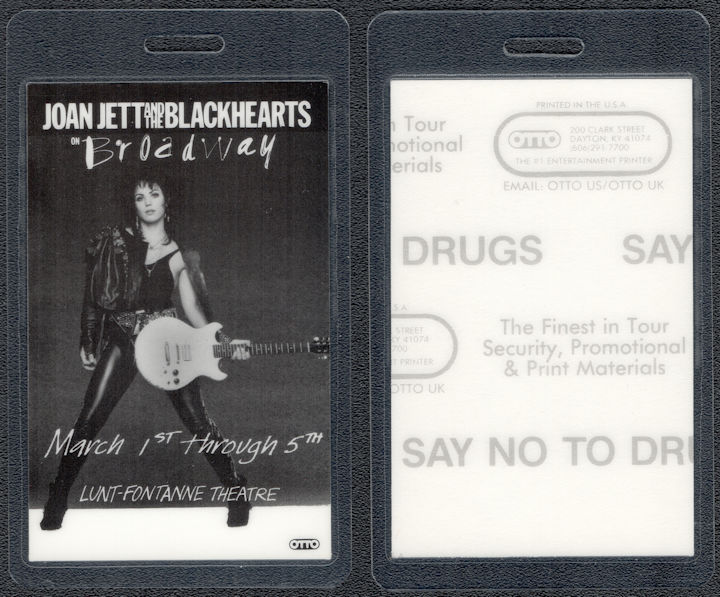 JOAN JETT AND THE BLACKHEARTS
ON Broadway
March 1ST through 5TH
LUNT-FONTANNE THEATRE
OTTO
PRINTED IN THE U.S.A
n Tour
otional
erials
OTTO
200 CLARK STREET
DAYTON, KY 41074
(606)291-7700
THE #1 ENTERTAINMENT PRINTER
EMAIL: OTTO US/OTTO UK
DRUGS SAY
S.A
STREET
KY 41074
700
T PRINTER
OTTO UK
The Finest in Tour
Security, Promotional
& Print Materials
SAY NO TO DRU